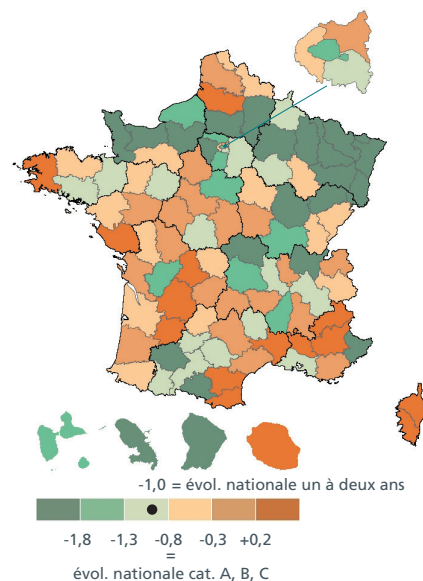 -1,0 = évol. nationale un à deux ans
-1,8 -1,3 -0,8 -0,3 +0,2
=
évol. nationale cat. A, B, C